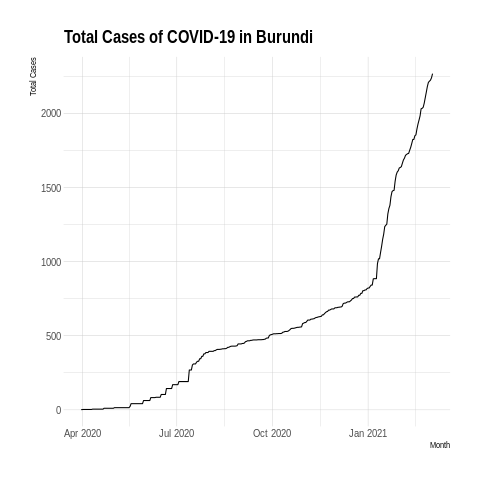 Total Cases of COVID-19 in Burundi
Total Cases
2000
1500
1000
500
0
Apr 2020 Jul 2020 Oct 2020 Jan 2021
Month